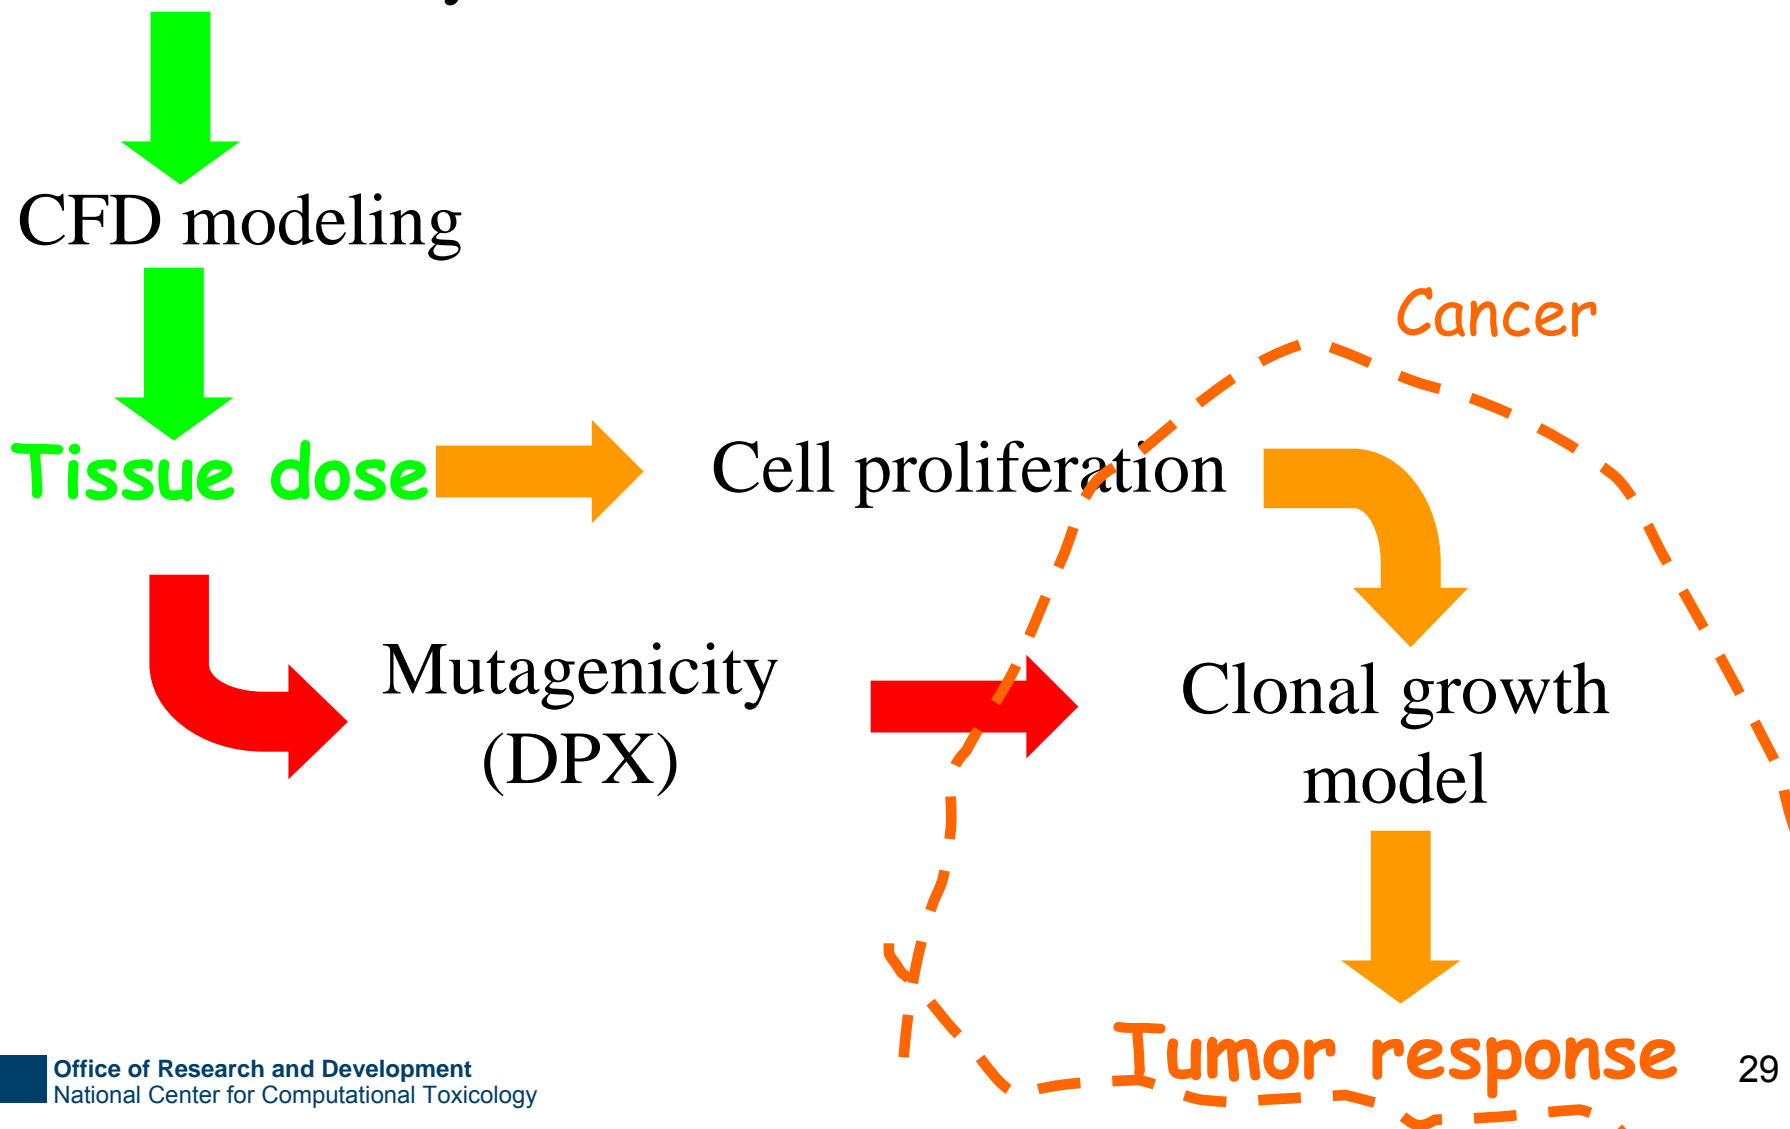 CFD modeling
Cancer
Tissue dose
Cell proliferation
Mutagenicity
(DPX)
Clonal growth
model
Tumor response
Office of Research and Development
National Center for Computational Toxicology
29